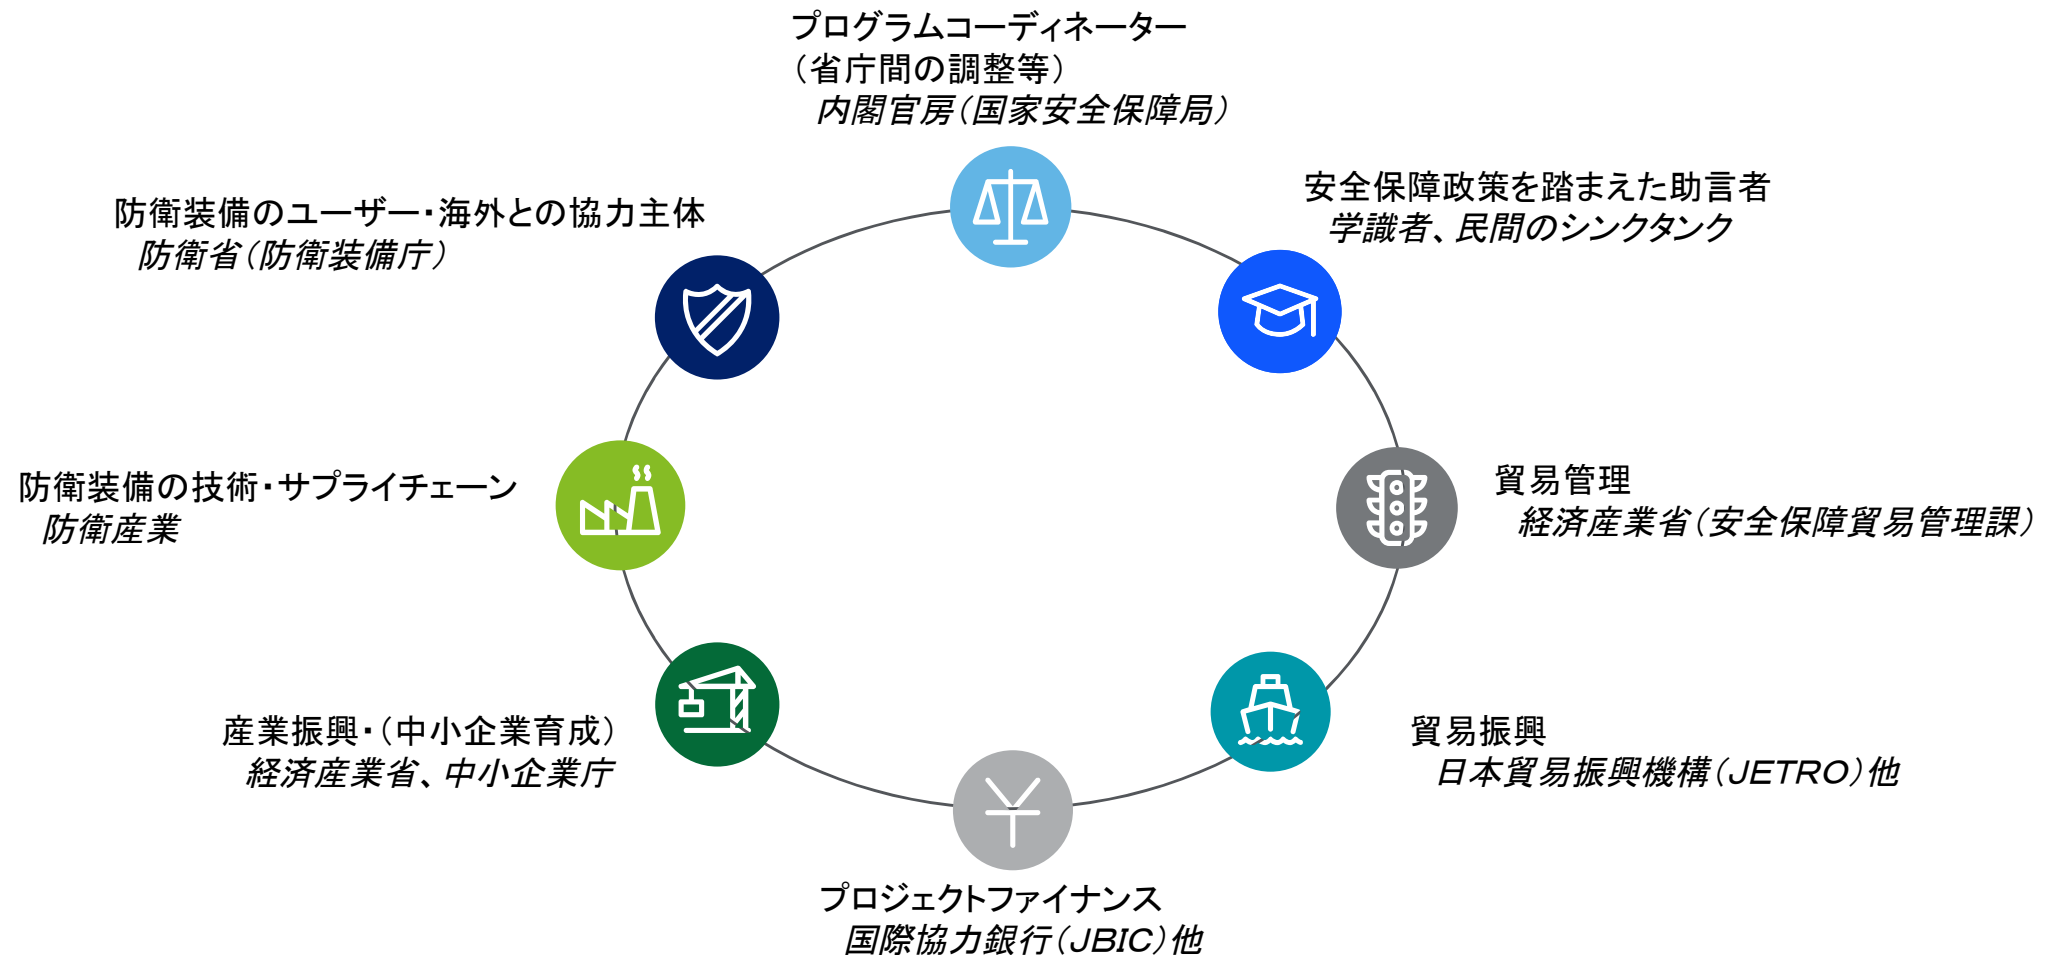 プログラムコーディネーター
（省庁間の調整等）
内閣官房（国家安全保障局）
安全保障政策を踏まえた助言者
学識者、民間のシンクタンク
防衛装備のユーザー・海外との協力主体
防衛省（防衛装備庁）
貿易管理
経済産業省（安全保障貿易管理課）
防衛装備の技術・サプライチェーン
防衛産業
貿易振興
日本貿易振興機構（JETRO）他
産業振興・（中小企業育成）
経済産業省、中小企業庁
プロジェクトファイナンス
国際協力銀行（JBIC）他